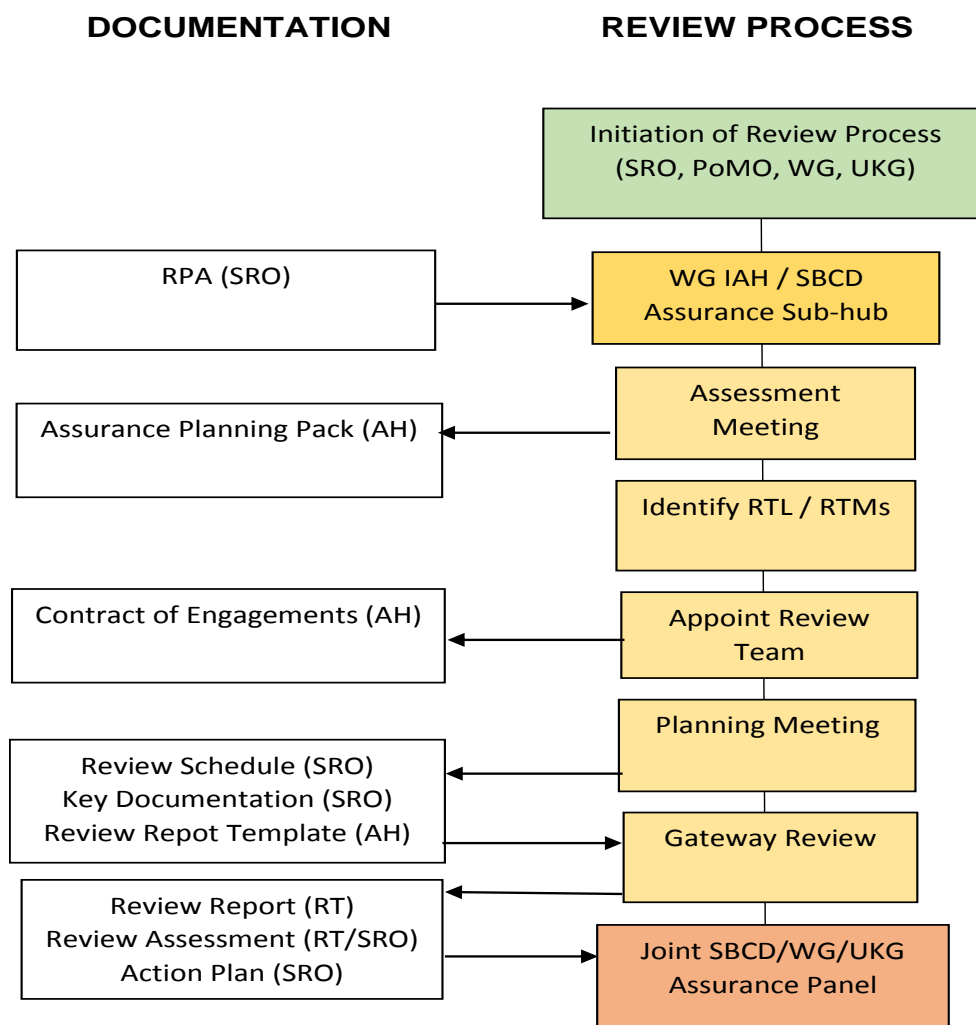 DOCUMENTATION
REVIEW PROCESS
Initiation of Review Process
(SRO, PoMO, WG, UKG)
RPA (SRO)
WG IAH / SBCD
Assurance Sub-hub
Assessment
Meeting
Assurance Planning Pack (AH)
Identify RTL / RTMs
Contract of Engagements (AH)
Appoint Review
Team
Planning Meeting
Review Schedule (SRO)
Key Documentation (SRO)
Review Repot Template (AH)
Gateway Review
Review Report (RT)
Review Assessment (RT/SRO)
Action Plan (SRO)
Joint SBCD/WG/UKG
Assurance Panel